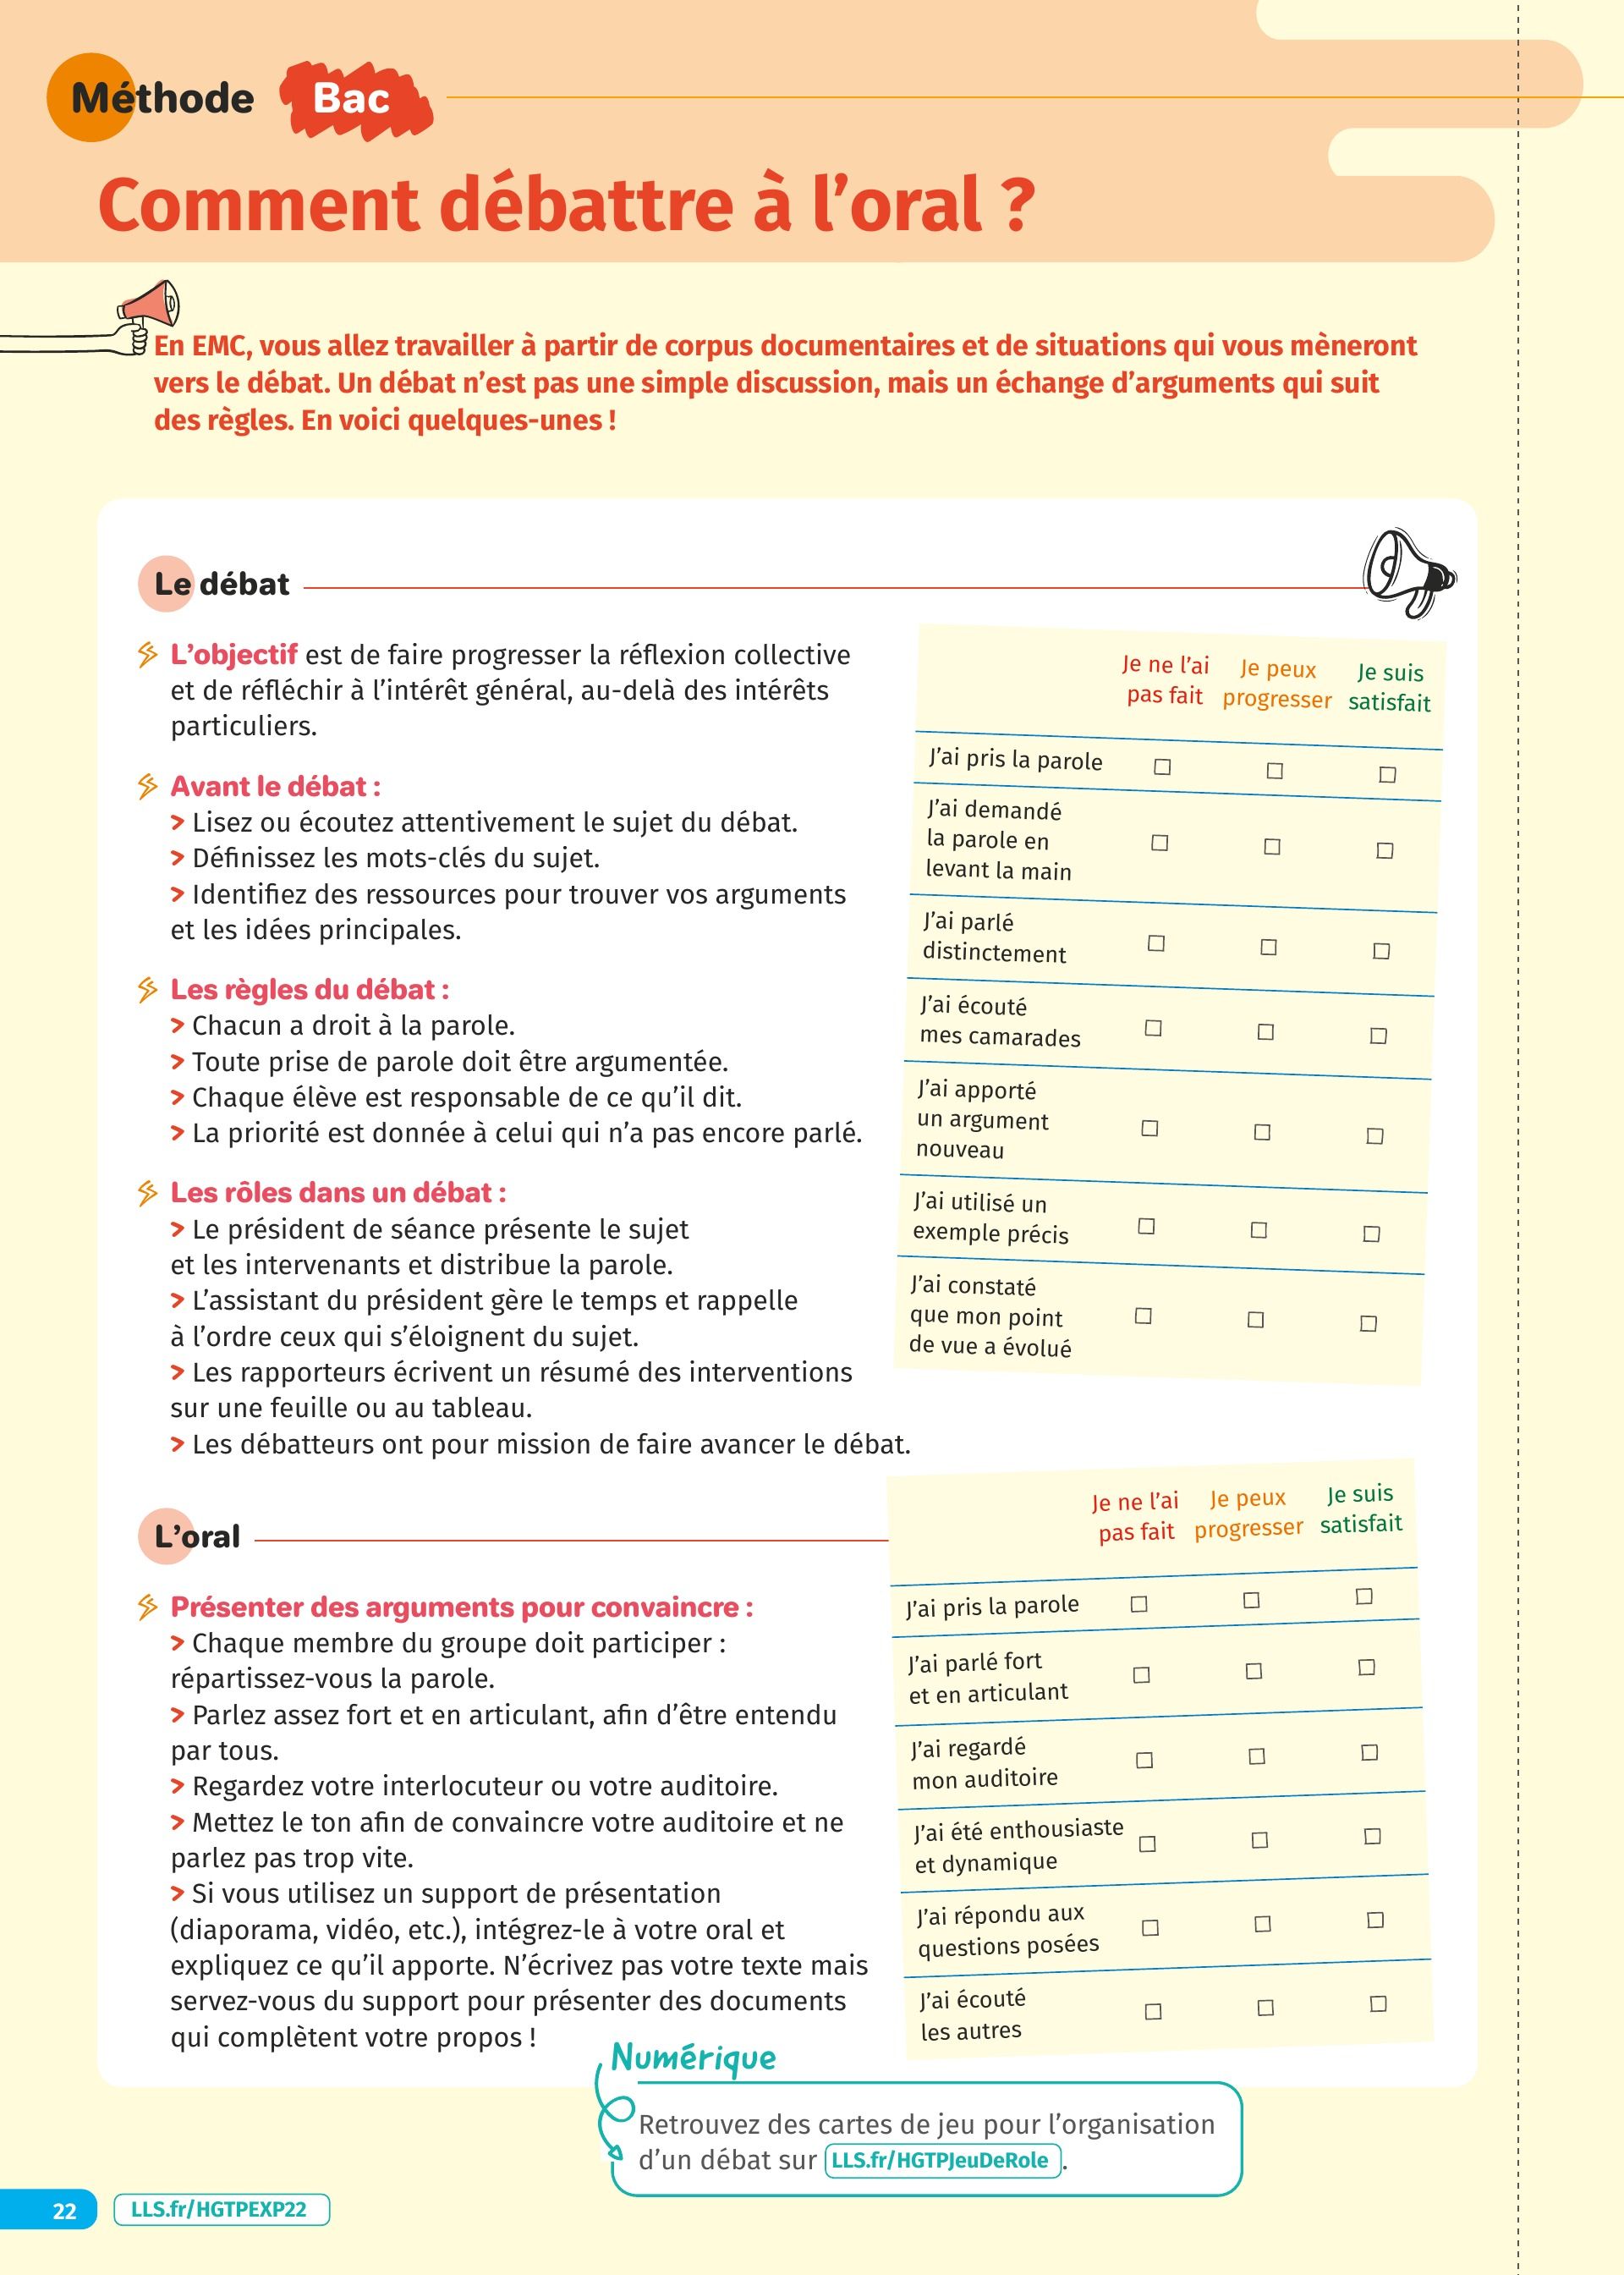 Méthode Bac
Comment débattre à l'oral ?
En EMC, vous allez travailler à partir de corpus documentaires et de situations qui vous mèneront
vers le débat. Un débat n'est pas une simple discussion, mais un échange d'arguments qui suit
des règles. En voici quelques-unes !
Le débat
L'objectif est de faire progresser la réflexion collective
et de réfléchir à l'intérêt général, au-delà des intérêts
particuliers.
Avant le débat :
> Lisez ou écoutez attentivement le sujet du débat.
> Définissez les mots-clés du sujet.
> Identifiez des ressources pour trouver vos arguments
et les idées principales.
Les règles du débat :
> Chacun a droit à la parole.
> Toute prise de parole doit être argumentée.
> Chaque élève est responsable de ce qu'il dit.
> La priorité est donnée à celui qui n'a pas encore parlé.
Les rôles dans un débat :
> Le président de séance présente le sujet
et les intervenants et distribue la parole.
> L'assistant du président gère le temps et rappelle
à l'ordre ceux qui s'éloignent du sujet.
> Les rapporteurs écrivent un résumé des interventions
sur une feuille ou au tableau.
> Les débatteurs ont pour mission de faire avancer le débat.
Je ne l'ai Je peux Je suis
pas fait progresser satisfait
J'ai pris la parole ☐ ☐ ☐
J'ai demandé
la parole en ☐ ☐ ☐
levant la main
J'ai parlé
distinctement ☐ ☐ ☐
J'ai écouté
mes camarades ☐ ☐ ☐
J'ai apporté
un argument ☐ ☐ ☐
nouveau
J'ai utilisé un
exemple précis ☐ ☐ ☐
J'ai constaté
que mon point ☐ ☐ ☐
de vue a évolué
L'oral
Présenter des arguments pour convaincre :
> Chaque membre du groupe doit participer :
répartissez-vous la parole.
> Parlez assez fort et en articulant, afin d'être entendu
par tous.
> Regardez votre interlocuteur ou votre auditoire.
> Mettez le ton afin de convaincre votre auditoire et ne
parlez pas trop vite.
> Si vous utilisez un support de présentation
(diaporama, vidéo, etc.), intégrez-le à votre oral et
expliquez ce qu'il apporte. N'écrivez pas votre texte mais
servez-vous du support pour présenter des documents
qui complètent votre propos !
Je ne l'ai Je peux Je suis
pas fait progresser satisfait
J'ai pris la parole ☐ ☐ ☐
J'ai parlé fort
et en articulant ☐ ☐ ☐
J'ai regardé
mon auditoire ☐ ☐ ☐
J'ai été enthousiaste
et dynamique ☐ ☐ ☐
J'ai répondu aux
questions posées ☐ ☐ ☐
J'ai écouté
les autres ☐ ☐ ☐
Numérique
Retrouvez des cartes de jeu pour l'organisation
d'un débat sur LLS.fr/HGTPJeuDeRole .
22 LLS.fr/HGTPEXP22